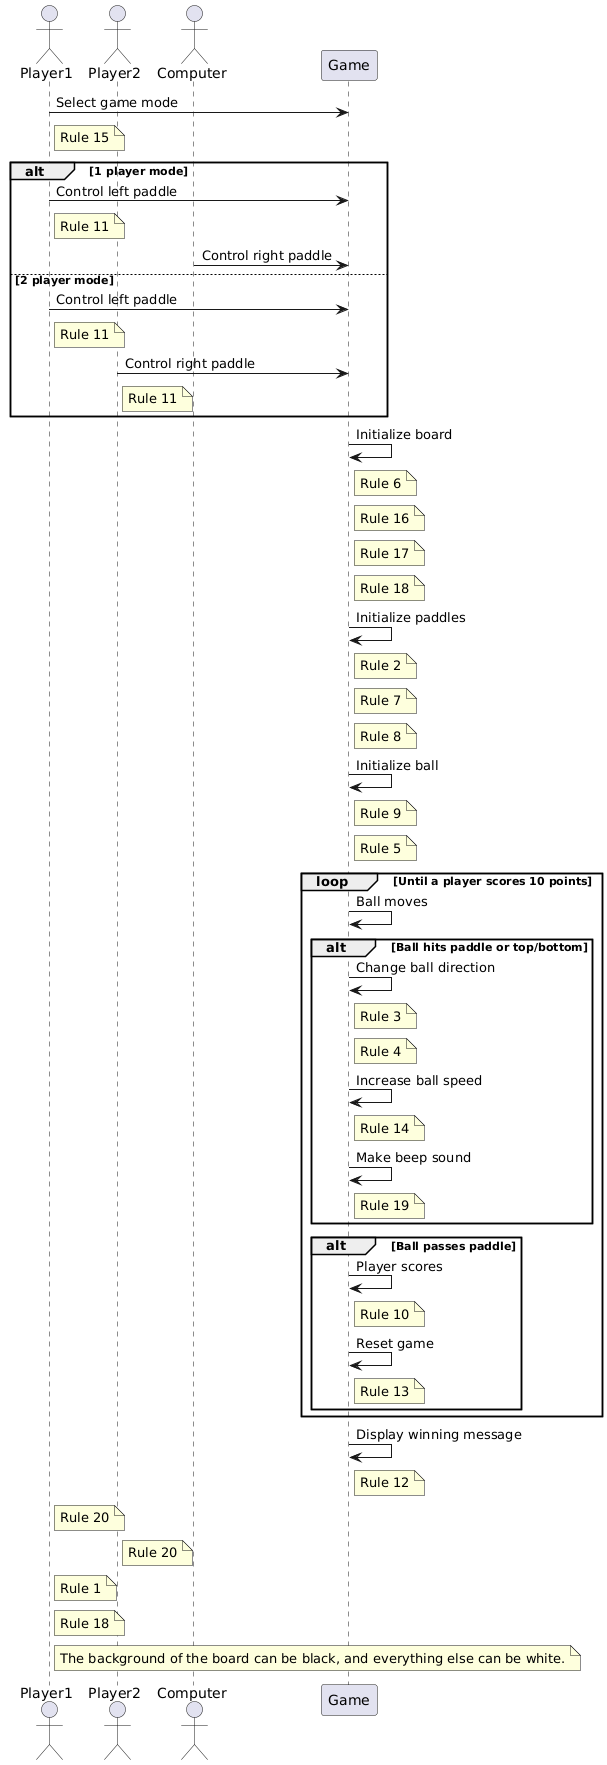 Player1 Player2 Computer Game
Select game mode
Rule 15
alt [1 player mode]
Control left paddle
Rule 11
Control right paddle
[2 player mode]
Control left paddle
Rule 11
Control right paddle
Rule 11
Initialize board
Rule 6
Rule 16
Rule 17
Rule 18
Initialize paddles
Rule 2
Rule 7
Rule 8
Initialize ball
Rule 9
Rule 5
loop [Until a player scores 10 points]
Ball moves
alt [Ball hits paddle or top/bottom]
Change ball direction
Rule 3
Rule 4
Increase ball speed
Rule 14
Make beep sound
Rule 19
alt [Ball passes paddle]
Player scores
Rule 10
Reset game
Rule 13
Display winning message
Rule 12
Rule 20
Rule 20
Rule 1
Rule 18
The background of the board can be black, and everything else can be white.
Player1 Player2 Computer Game